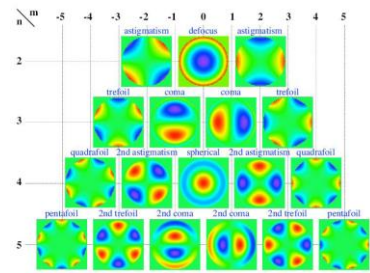 m
n
-5 -4 -3 -2 -1 0 1 2 3 4 5
astigmatism defocus astigmatism
2
trefoil coma coma trefoil
3
quadrafoil 2nd astigmatism spherical 2nd astigmatism quadrafoil
4
pentafoil 2nd trefoil 2nd coma 2nd coma 2nd trefoil pentafoil
5